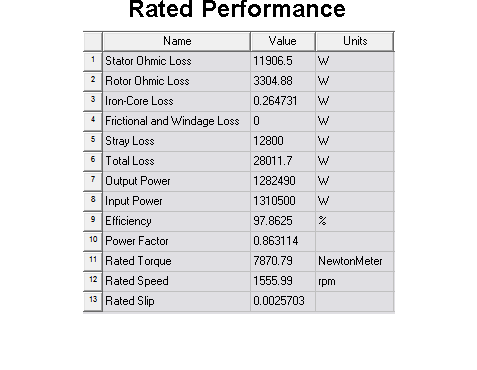 Rated Performance
Name Value Units
1 Stator Ohmic Loss 11906.5 W
2 Rotor Ohmic Loss 3304.88 W
3 Iron-Core Loss 0.264731 W
4 Frictional and Windage Loss 0 W
5 Stray Loss 12800 W
6 Total Loss 28011.7 W
7 Output Power 1282490 W
8 Input Power 1310500 W
9 Efficiency 97.8625 %
10 Power Factor 0.863114
11 Rated Torque 7870.79 NewtonMeter
12 Rated Speed 1555.99 rpm
13 Rated Slip 0.0025703